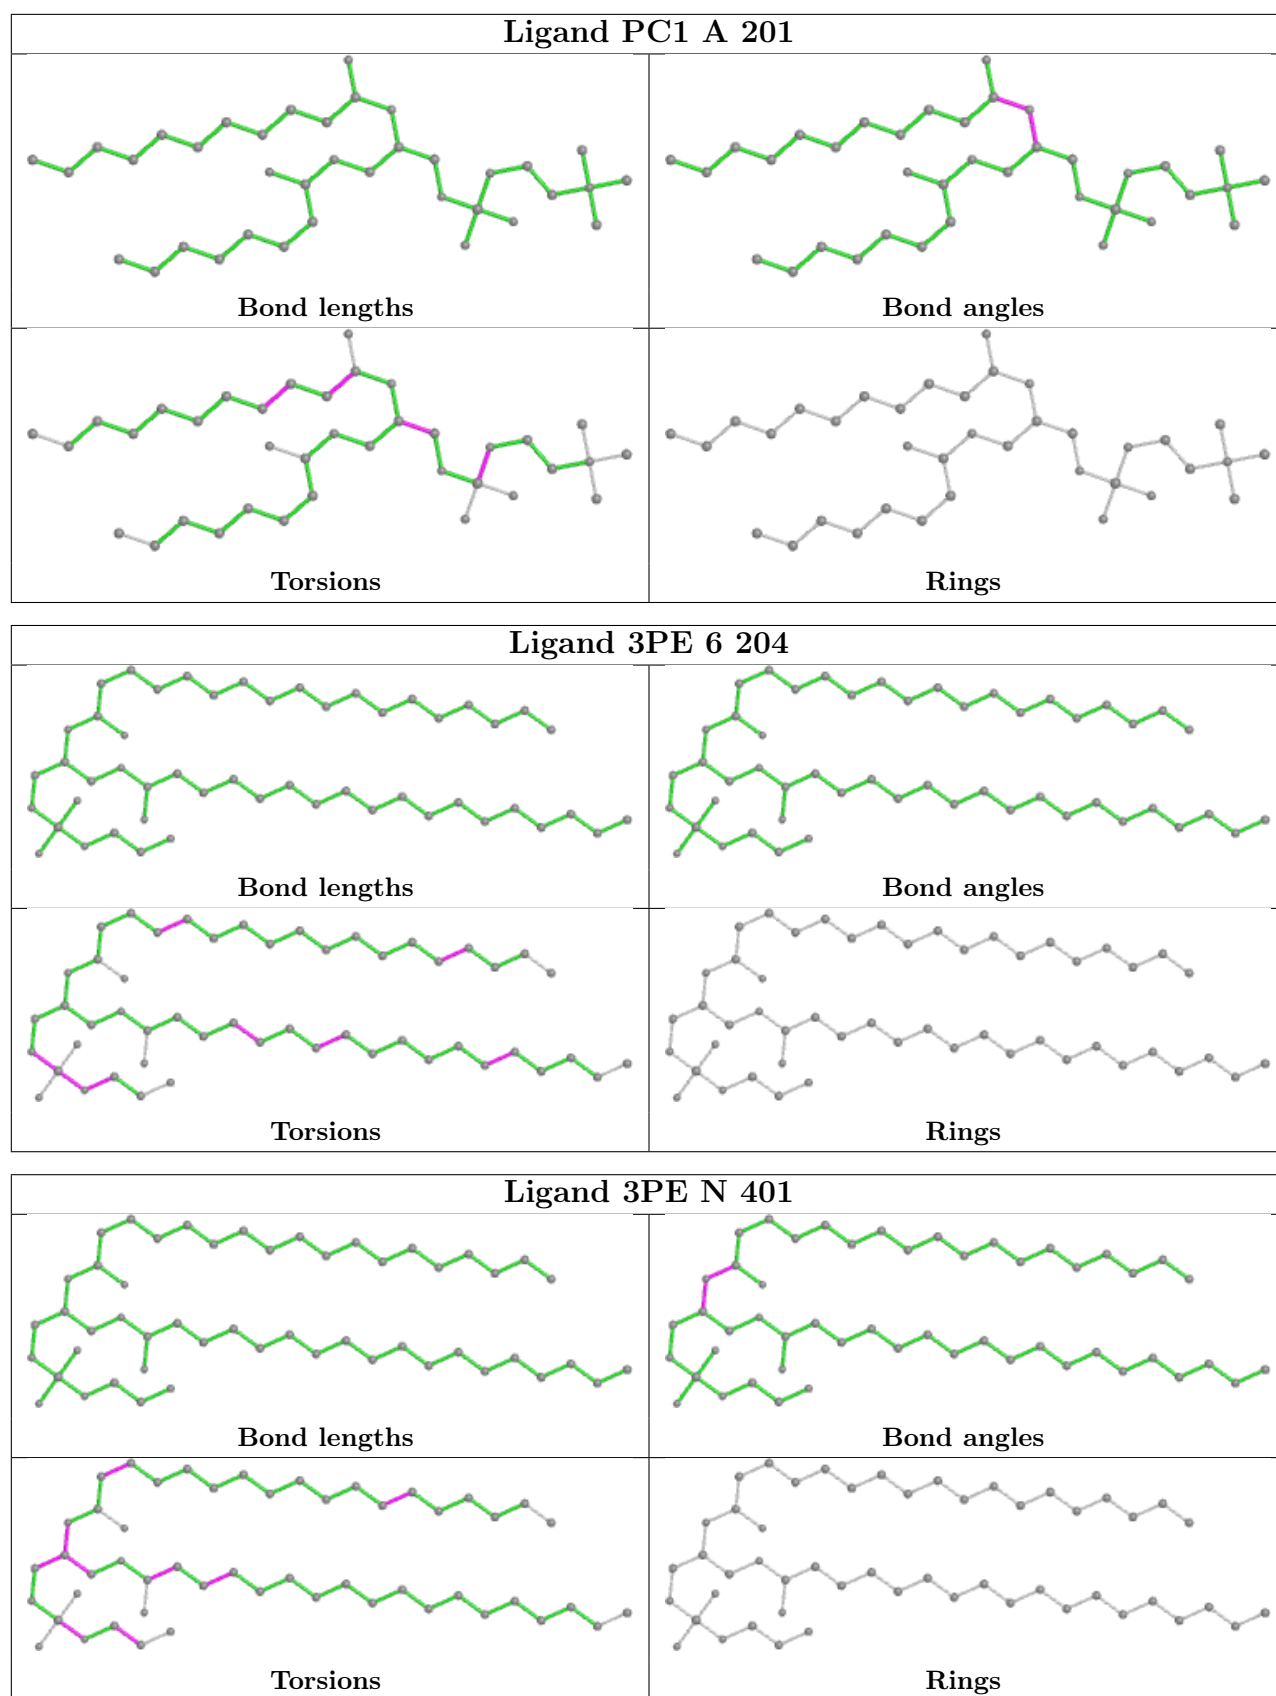 Ligand PC1 A 201
Bond lengths
Bond angles
Torsions
Rings
Ligand 3PE 6 204
Bond lengths
Bond angles
Torsions
Rings
Ligand 3PE N 401
Bond lengths
Bond angles
Torsions
Rings